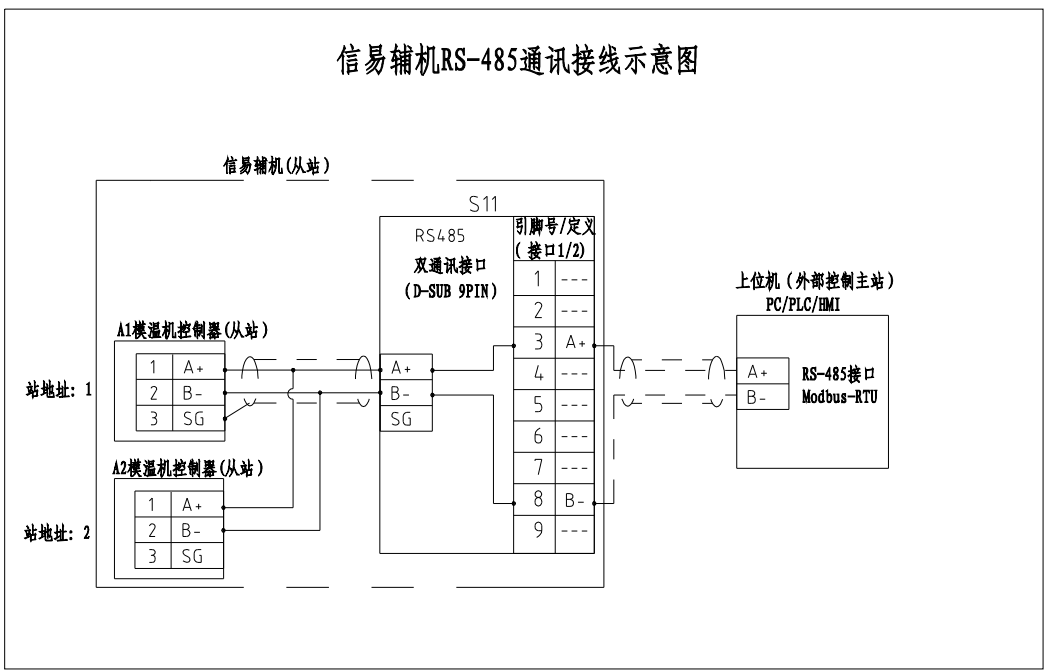 信易辅机RS-485通讯接线示意图
信易辅机(从站)
S11
RS485
双通讯接口
(D-SUB 9PIN)
引脚号/定义
(接口1/2)
1 ---
2 ---
3 A+
4 ---
5 ---
6 ---
7 ---
8 B-
9 ---
A+
B-
SG
A1模温机控制器(从站)
站地址: 1
1 A+
2 B-
3 SG
A2模温机控制器(从站)
站地址: 2
1 A+
2 B-
3 SG
上位机(外部控制主站)
PC/PLC/HMI
A+
B-
RS-485接口
Modbus-RTU